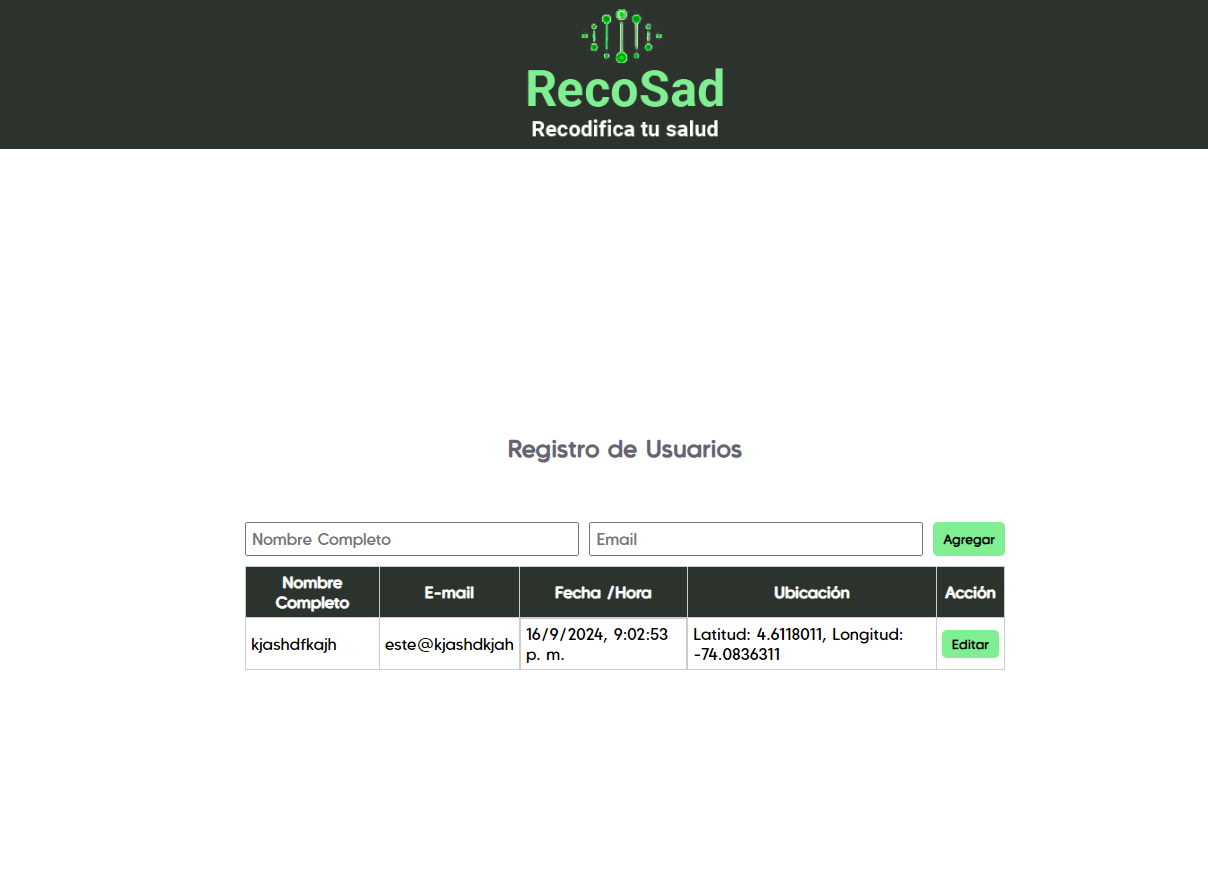 RecoSad
Recodifica tu salud
Registro de Usuarios
Nombre Completo
Email
Agregar
Nombre
Completo
E-mail
Fecha /Hora
Ubicación
Acción
kjashdfkajh
este@kjashdkjah
16/9/2024, 9:02:53
p. m.
Latitud: 4.6118011, Longitud:
-74.0836311
Editar